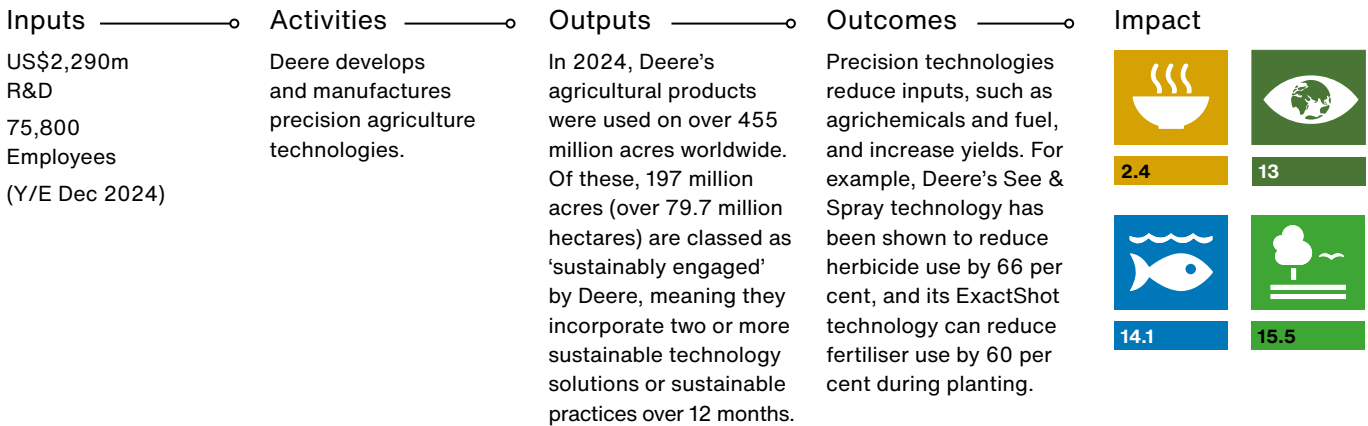 Inputs
US$2,290m
R&D
75,800
Employees
(Y/E Dec 2024)
Activities
Deere develops
and manufactures
precision agriculture
technologies.
Outputs
In 2024, Deere’s
agricultural products
were used on over 455
million acres worldwide.
Of these, 197 million
acres (over 79.7 million
hectares) are classed as
‘sustainably engaged’
by Deere, meaning they
incorporate two or more
sustainable technology
solutions or sustainable
practices over 12 months.
Outcomes
Precision technologies
reduce inputs, such as
agrichemicals and fuel,
and increase yields. For
example, Deere’s See &
Spray technology has
been shown to reduce
herbicide use by 66 per
cent, and its ExactShot
technology can reduce
fertiliser use by 60 per
cent during planting.
Impact
2.4
13
14.1
15.5